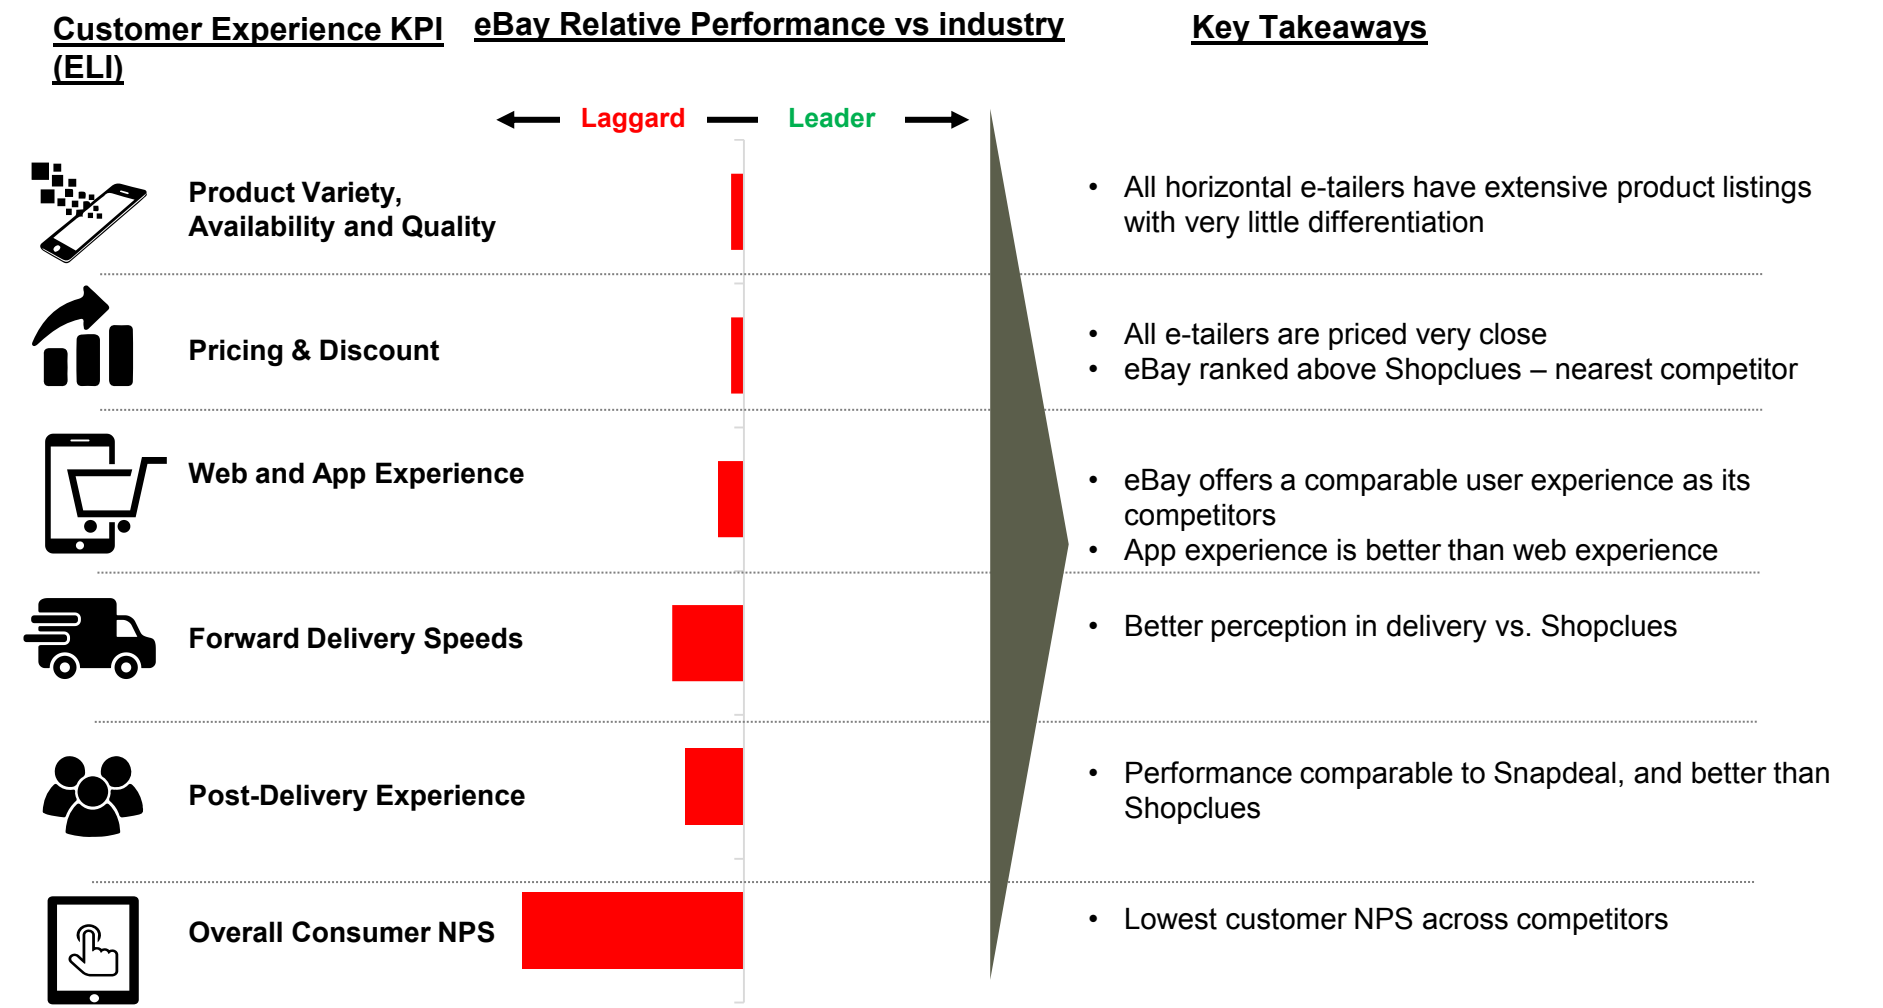 Customer Experience KPI
(ELI)
eBay Relative Performance vs industry
Key Takeaways
Laggard
Leader
Product Variety,
Availability and Quality
• All horizontal e-tailers have extensive product listings
with very little differentiation
Pricing & Discount
• All e-tailers are priced very close
• eBay ranked above Shopclues – nearest competitor
Web and App Experience
• eBay offers a comparable user experience as its
competitors
• App experience is better than web experience
Forward Delivery Speeds
• Better perception in delivery vs. Shopclues
Post-Delivery Experience
• Performance comparable to Snapdeal, and better than
Shopclues
Overall Consumer NPS
• Lowest customer NPS across competitors